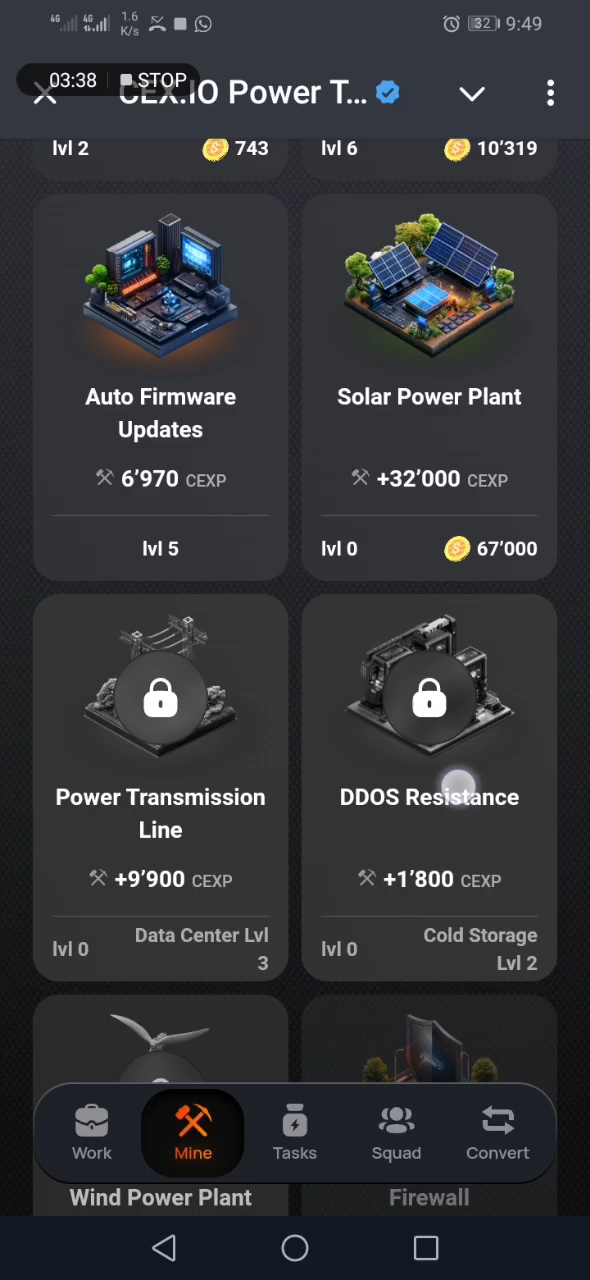 4G 4G 1.6 K/s 32 9:49
03:38 STOP
CEX.IO Power T...
lvl 2 743
lvl 6 10’319
Auto Firmware
Updates
6’970 CEXP
lvl 5
Solar Power Plant
+32’000 CEXP
lvl 0 67’000
Power Transmission
Line
+9’900 CEXP
lvl 0 Data Center Lvl
3
DDOS Resistance
+1’800 CEXP
lvl 0 Cold Storage
Lvl 2
Wind Power Plant
Firewall
Work
Mine
Tasks
Squad
Convert